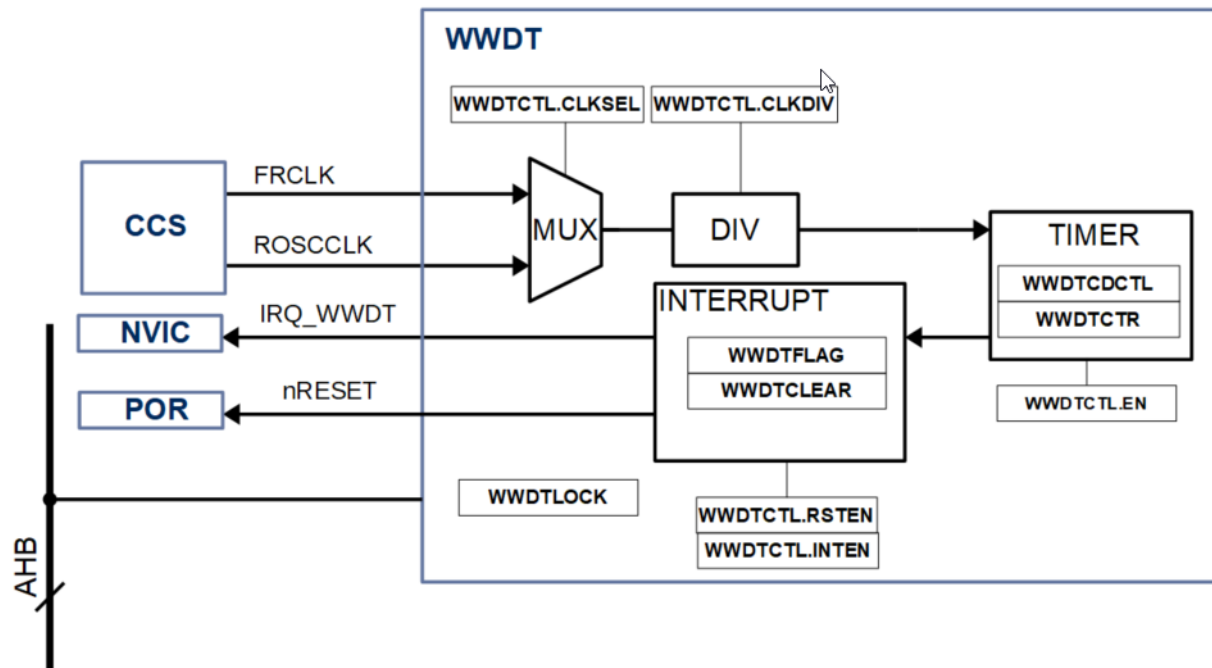 WWDT
WWDTCTL.CLKSEL
WWDTCTL.CLKDIV
FRCLK
CCS
MUX
DIV
TIMER
ROSCCLK
WWDTCDCTL
WWDTCTR
INTERRUPT
IRQ_WWDT
NVIC
WWDTFLAG
WWDTCLEAR
nRESET
POR
WWDTCTL.EN
WWDTLOCK
WWDTCTL.RSTEN
WWDTCTL.INTEN
AHB